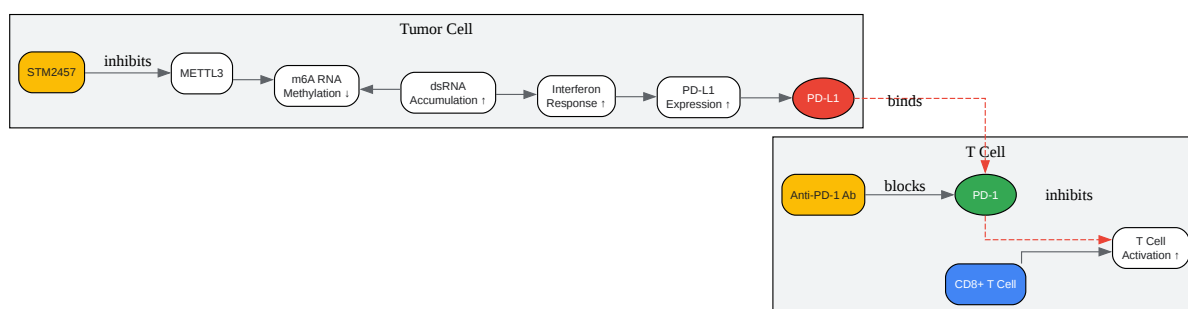 Tumor Cell
STM2457
inhibits
METTL3
m6A RNA
Methylation ↓
dsRNA
Accumulation ↑
Interferon
Response ↑
PD-L1
Expression ↑
PD-L1
binds
T Cell
Anti-PD-1 Ab
blocks
PD-1
inhibits
T Cell
Activation ↑
CD8+ T Cell